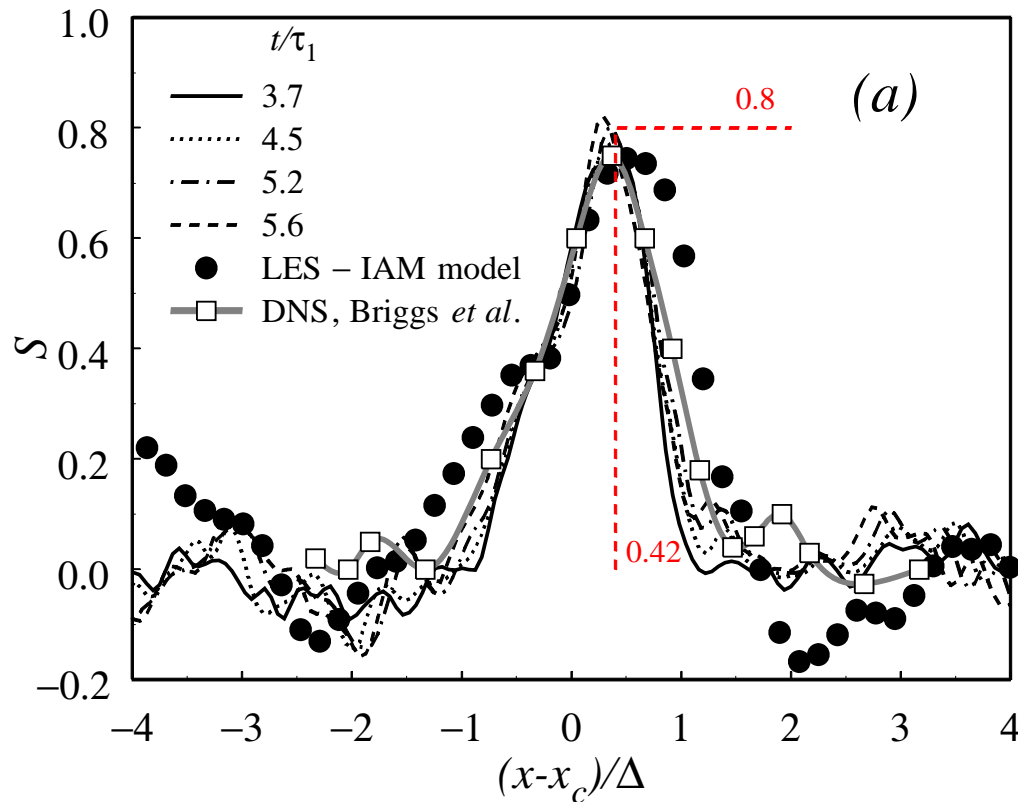 1.0
0.8
0.6
0.4
0.2
0.0
−0.2
S
t/τ1
3.7
4.5
5.2
5.6
LES – IAM model
DNS, Briggs et al.
0.8
(a)
0.42
−4 −3 −2 −1 0 1 2 3 4
(x-xc)/Δ